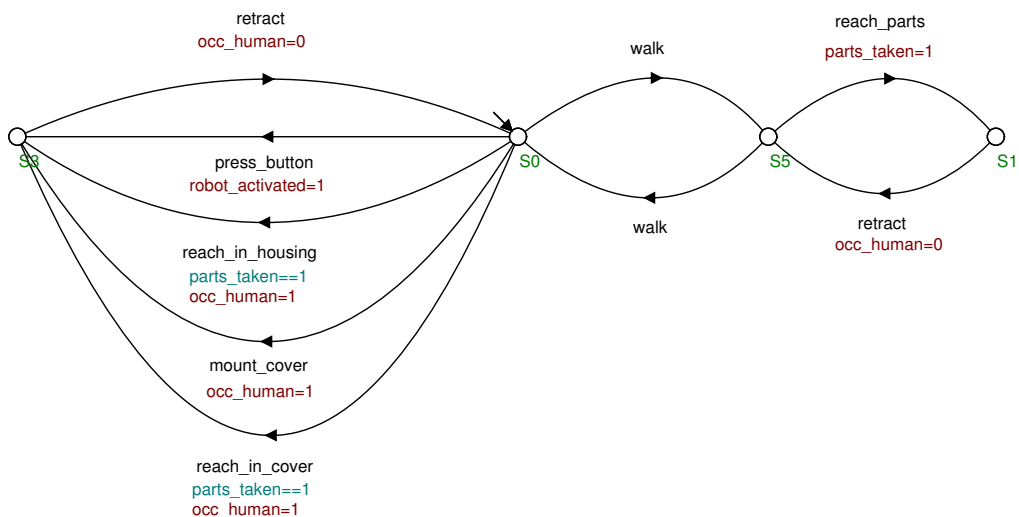 retract
occ_human=0
walk
reach_parts
parts_taken=1
S3
press_button
robot_activated=1
S0
S5
S1
reach_in_housing
parts_taken==1
occ_human=1
walk
retract
occ_human=0
mount_cover
occ_human=1
reach_in_cover
parts_taken==1
occ_human=1